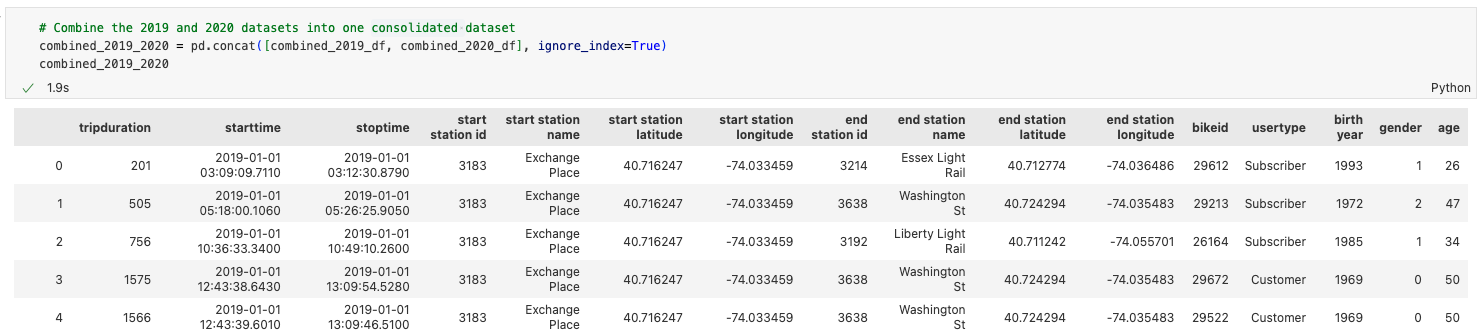 # Combine the 2019 and 2020 datasets into one consolidated dataset
combined_2019_2020 = pd.concat([combined_2019_df, combined_2020_df], ignore_index=True)
combined_2019_2020
✓ 1.9s Python
tripduration starttime stoptime start station id start station name start station latitude start station longitude end station id end station name end station latitude end station longitude bikeid usertype birth year gender age
0 201 2019-01-01 03:09:09.7110 2019-01-01 03:12:30.8790 3183 Exchange Place 40.716247 -74.033459 3214 Essex Light Rail 40.712774 -74.036486 29612 Subscriber 1993 1 26
1 505 2019-01-01 05:18:00.1060 2019-01-01 05:26:25.9050 3183 Exchange Place 40.716247 -74.033459 3638 Washington St 40.724294 -74.035483 29213 Subscriber 1972 2 47
2 756 2019-01-01 10:36:33.3400 2019-01-01 10:49:10.2600 3183 Exchange Place 40.716247 -74.033459 3192 Liberty Light Rail 40.711242 -74.055701 26164 Subscriber 1985 1 34
3 1575 2019-01-01 12:43:38.6430 2019-01-01 13:09:54.5280 3183 Exchange Place 40.716247 -74.033459 3638 Washington St 40.724294 -74.035483 29672 Customer 1969 0 50
4 1566 2019-01-01 12:43:39.6010 2019-01-01 13:09:46.5100 3183 Exchange Place 40.716247 -74.033459 3638 Washington St 40.724294 -74.035483 29522 Customer 1969 0 50